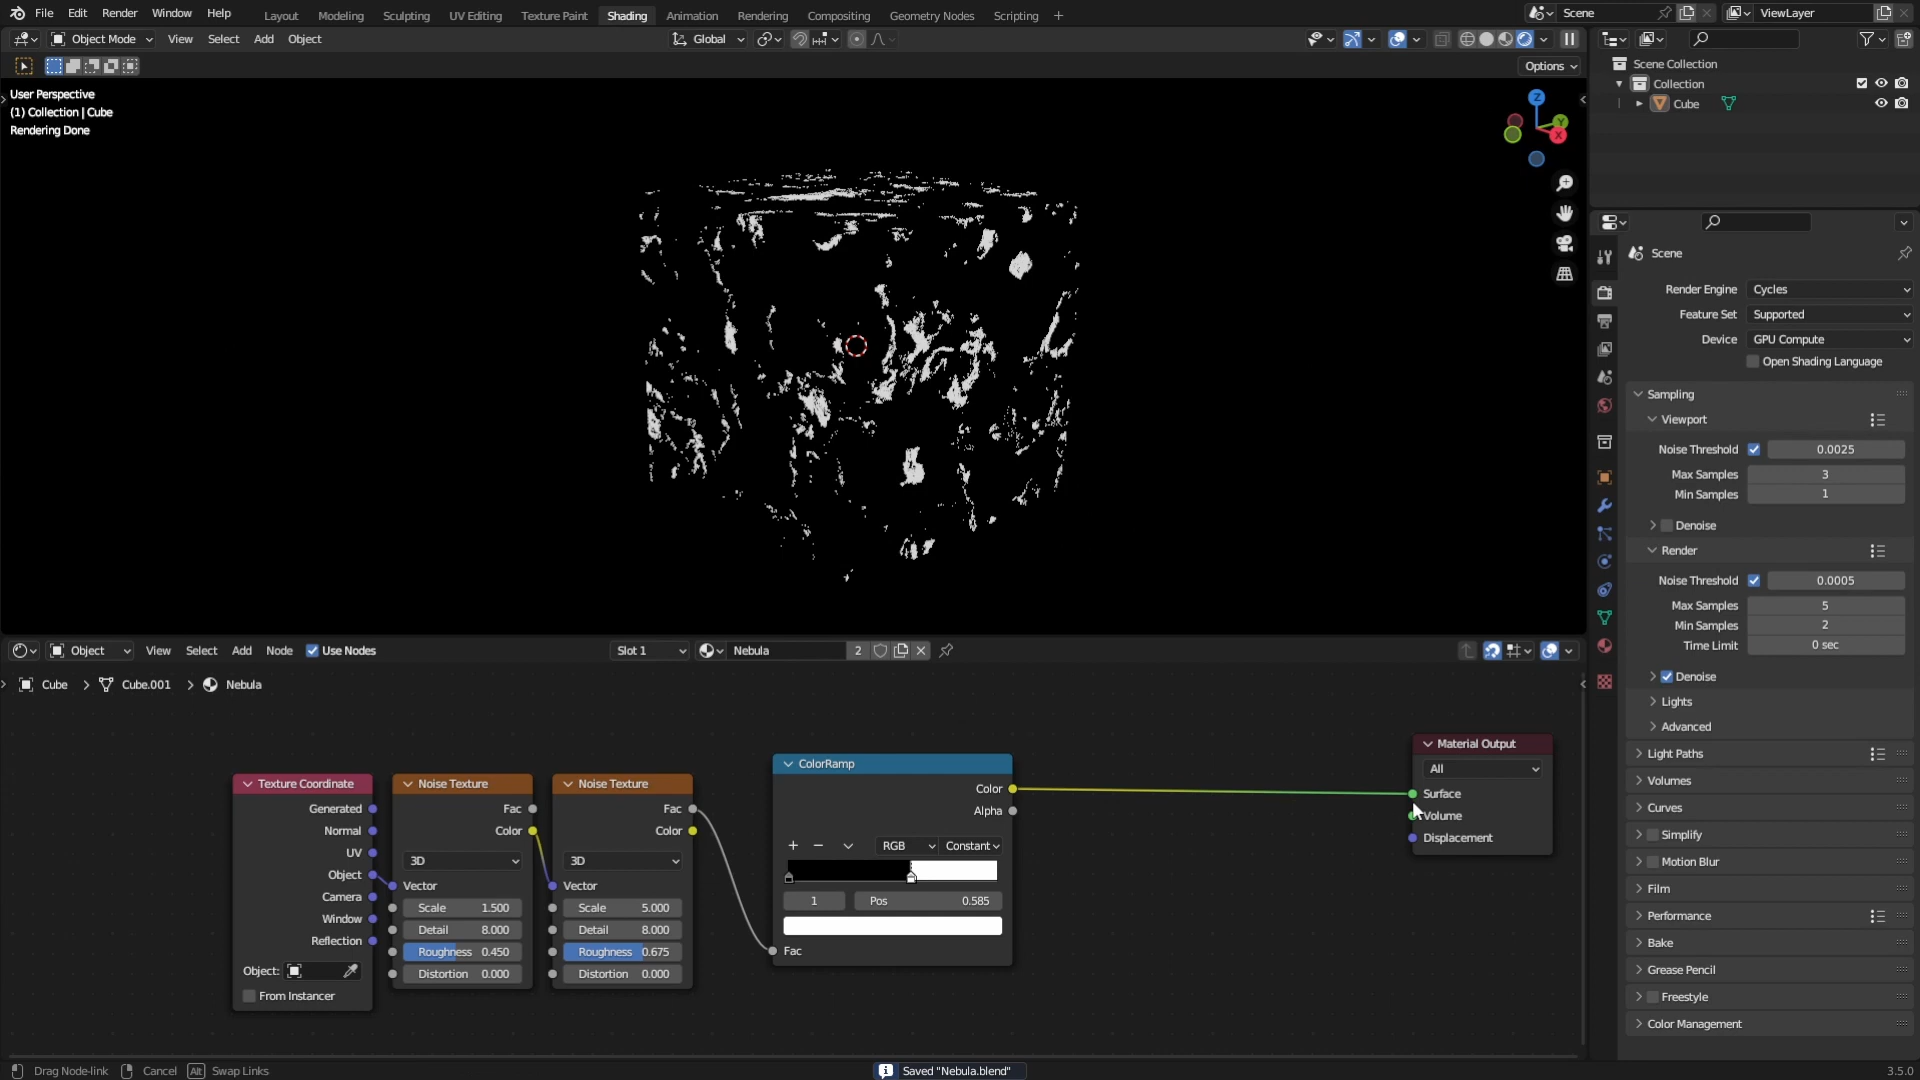 File Edit Render Window Help Layout Modeling Sculpting UV Editing Texture Paint Shading Animation Rendering Compositing Geometry Nodes Scripting + Scene ViewLayer
Object Mode View Select Add Object Global
Options
User Perspective
(1) Collection | Cube
Rendering Done
Z
Y
X
Scene Collection
Collection
Cube
Scene
Render Engine Cycles
Feature Set Supported
Device GPU Compute
Open Shading Language
Sampling
Viewport
Noise Threshold 0.0025
Max Samples 3
Min Samples 1
Denoise
Render
Noise Threshold 0.0005
Max Samples 5
Min Samples 2
Time Limit 0 sec
Denoise
Lights
Advanced
Light Paths
Volumes
Curves
Simplify
Motion Blur
Film
Performance
Bake
Grease Pencil
Freestyle
Color Management
Object View Select Add Node Use Nodes Slot 1 Nebula 2
Cube > Cube.001 > Nebula
Texture Coordinate
Generated
Normal
UV
Object
Camera
Window
Reflection
Object:
From Instancer
Noise Texture
Fac
Color
3D
Vector
Scale 1.500
Detail 8.000
Roughness 0.450
Distortion 0.000
Noise Texture
Fac
Color
3D
Vector
Scale 5.000
Detail 8.000
Roughness 0.675
Distortion 0.000
ColorRamp
Color
Alpha
+ − RGB Constant
1 Pos 0.585
Fac
Material Output
All
Surface
Volume
Displacement
Drag Node-link Cancel Alt Swap Links Saved "Nebula.blend" 3.5.0